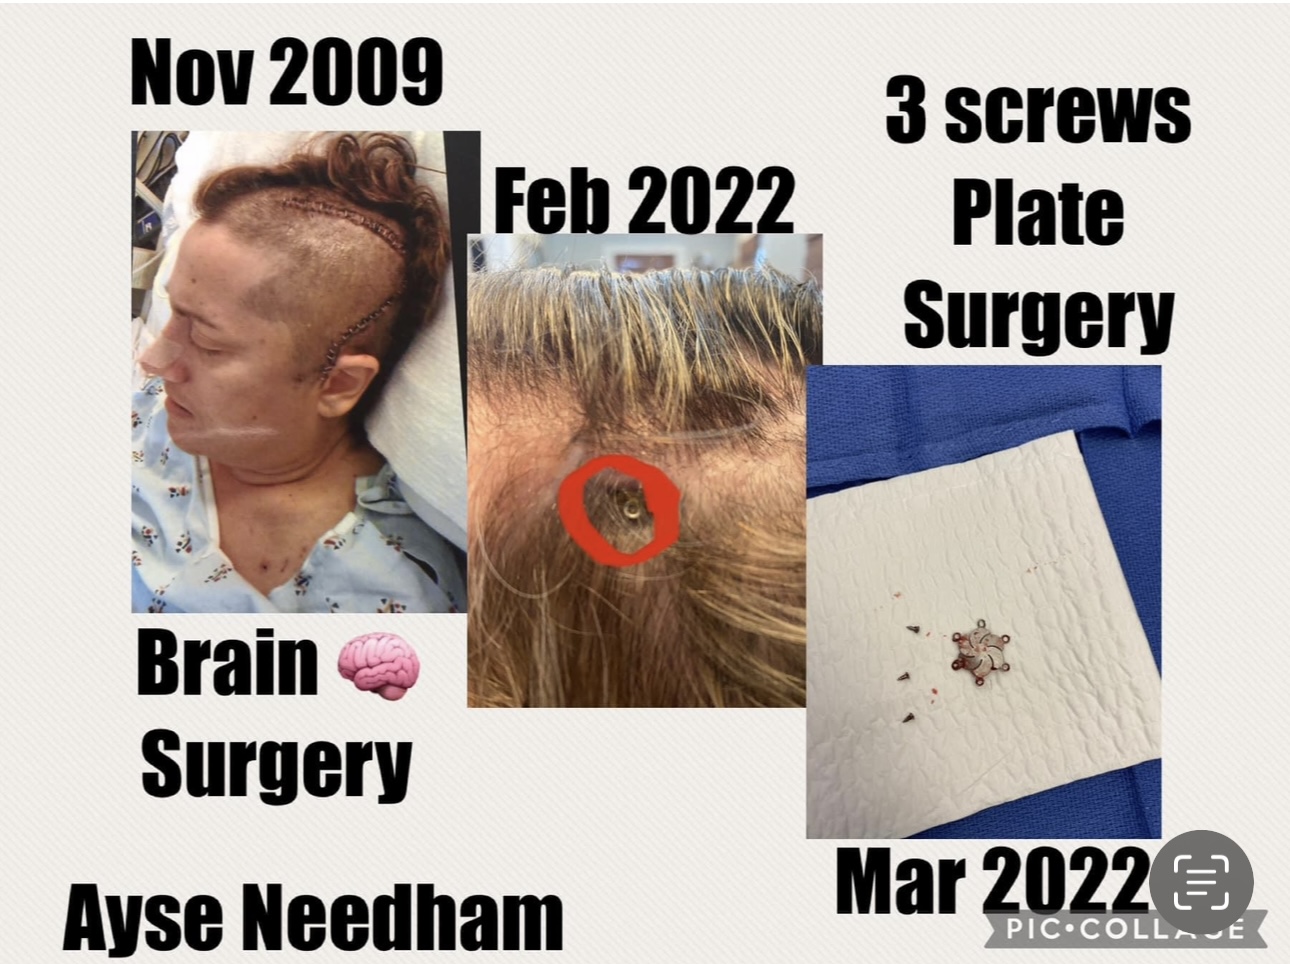 Nov 2009
Feb 2022
3 screws
Plate
Surgery
Brain 🧠
Surgery
Mar 2022
Ayse Needham
PIC•COLLAGE